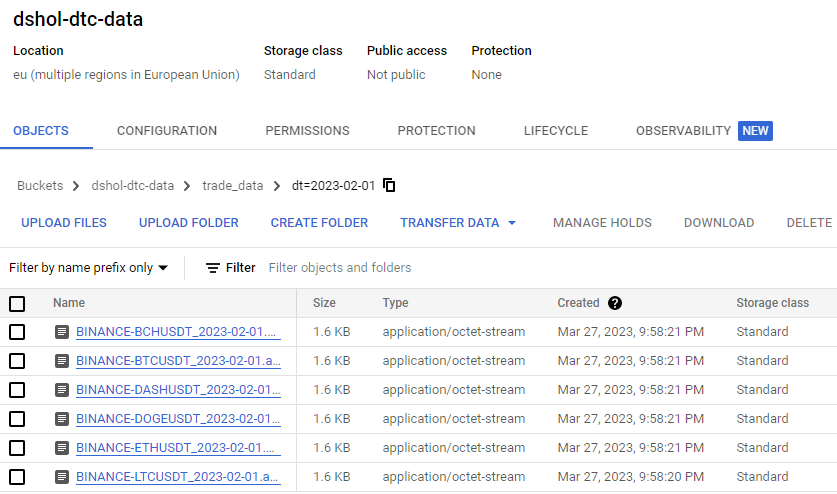 dshol-dtc-data
Location Storage class Public access Protection
eu (multiple regions in European Union) Standard Not public None
OBJECTS CONFIGURATION PERMISSIONS PROTECTION LIFECYCLE OBSERVABILITY NEW
Buckets > dshol-dtc-data > trade_data > dt=2023-02-01
UPLOAD FILES UPLOAD FOLDER CREATE FOLDER TRANSFER DATA MANAGE HOLDS DOWNLOAD DELETE
Filter by name prefix only Filter Filter objects and folders
Name Size Type Created Storage class
BINANCE-BCHUSDT_2023-02-01.... 1.6 KB application/octet-stream Mar 27, 2023, 9:58:21 PM Standard
BINANCE-BTCUSDT_2023-02-01.a... 1.6 KB application/octet-stream Mar 27, 2023, 9:58:21 PM Standard
BINANCE-DASHUSDT_2023-02-01... 1.6 KB application/octet-stream Mar 27, 2023, 9:58:21 PM Standard
BINANCE-DOGEUSDT_2023-02-01... 1.6 KB application/octet-stream Mar 27, 2023, 9:58:21 PM Standard
BINANCE-ETHUSDT_2023-02-01.... 1.6 KB application/octet-stream Mar 27, 2023, 9:58:21 PM Standard
BINANCE-LTCUSDT_2023-02-01.a... 1.6 KB application/octet-stream Mar 27, 2023, 9:58:20 PM Standard